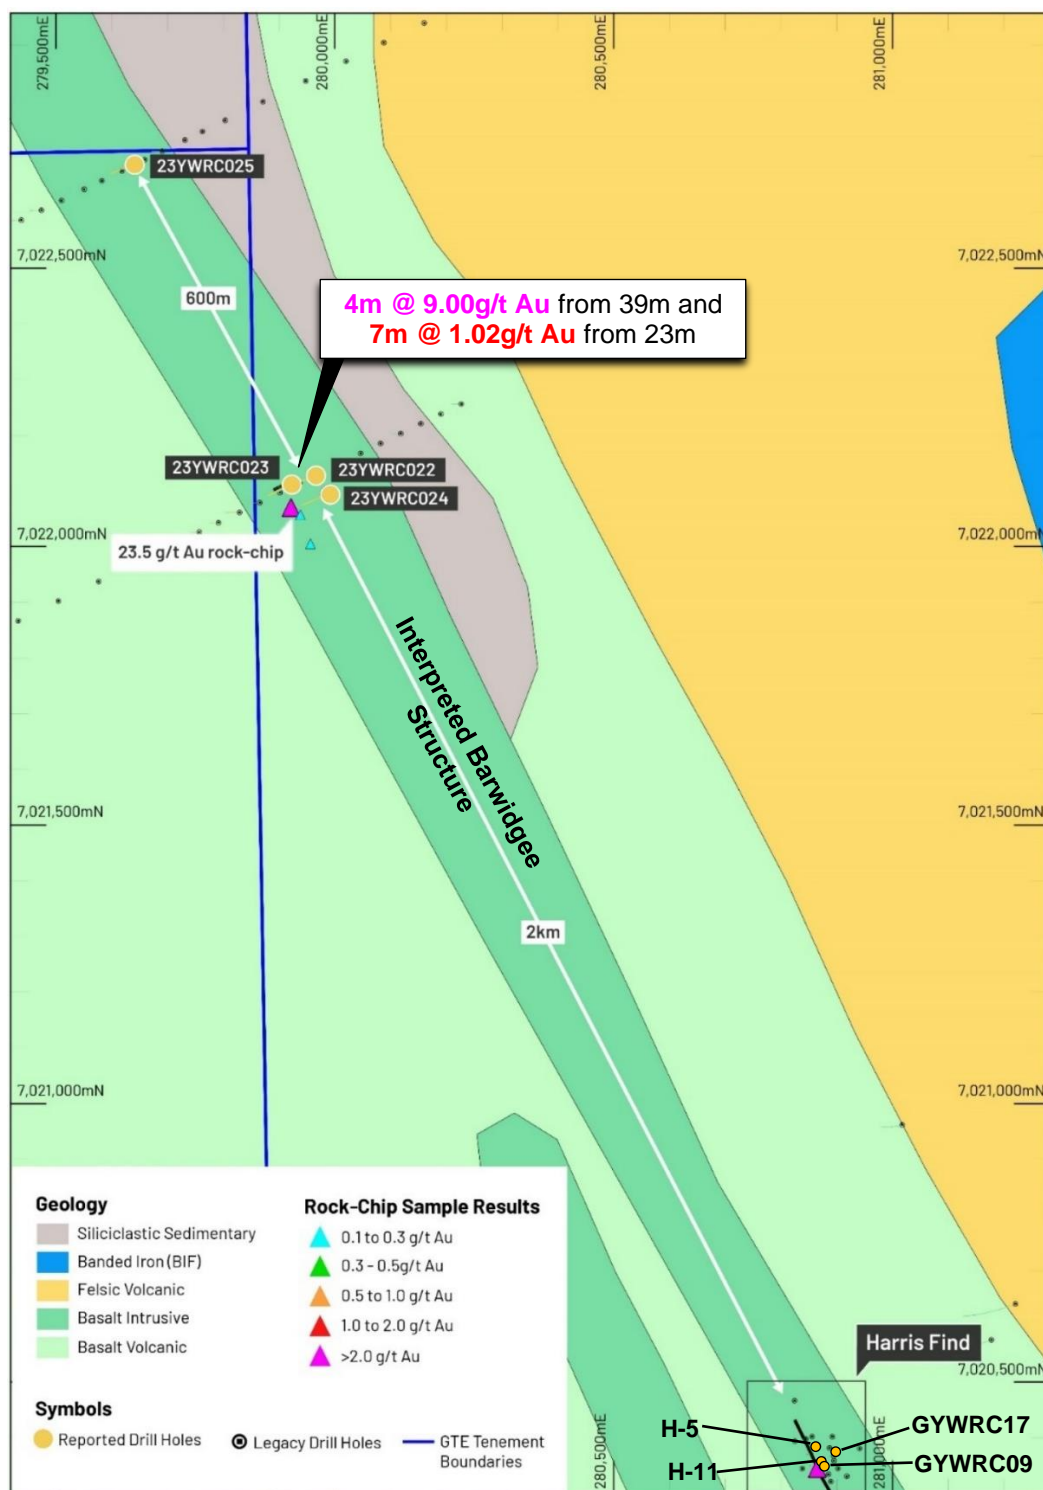 279,500mE
280,000mE
280,500mE
281,000mE
23YWRC025
7,022,500mN
7,022,500mN
600m
4m @ 9.00g/t Au from 39m and
7m @ 1.02g/t Au from 23m
23YWRC023
23YWRC022
23YWRC024
23.5 g/t Au rock-chip
7,022,000mN
7,022,000mN
Interpreted Barwidgee
Structure
7,021,500mN
7,021,500mN
2km
7,021,000mN
7,021,000mN
Geology
Siliciclastic Sedimentary
Banded Iron (BIF)
Felsic Volcanic
Basalt Intrusive
Basalt Volcanic
Rock-Chip Sample Results
0.1 to 0.3 g/t Au
0.3 - 0.5g/t Au
0.5 to 1.0 g/t Au
1.0 to 2.0 g/t Au
>2.0 g/t Au
Symbols
Reported Drill Holes
Legacy Drill Holes
GTE Tenement
Boundaries
Harris Find
7,020,500mN
H-5
GYWRC17
H-11
GYWRC09
280,500mE
281,000mE